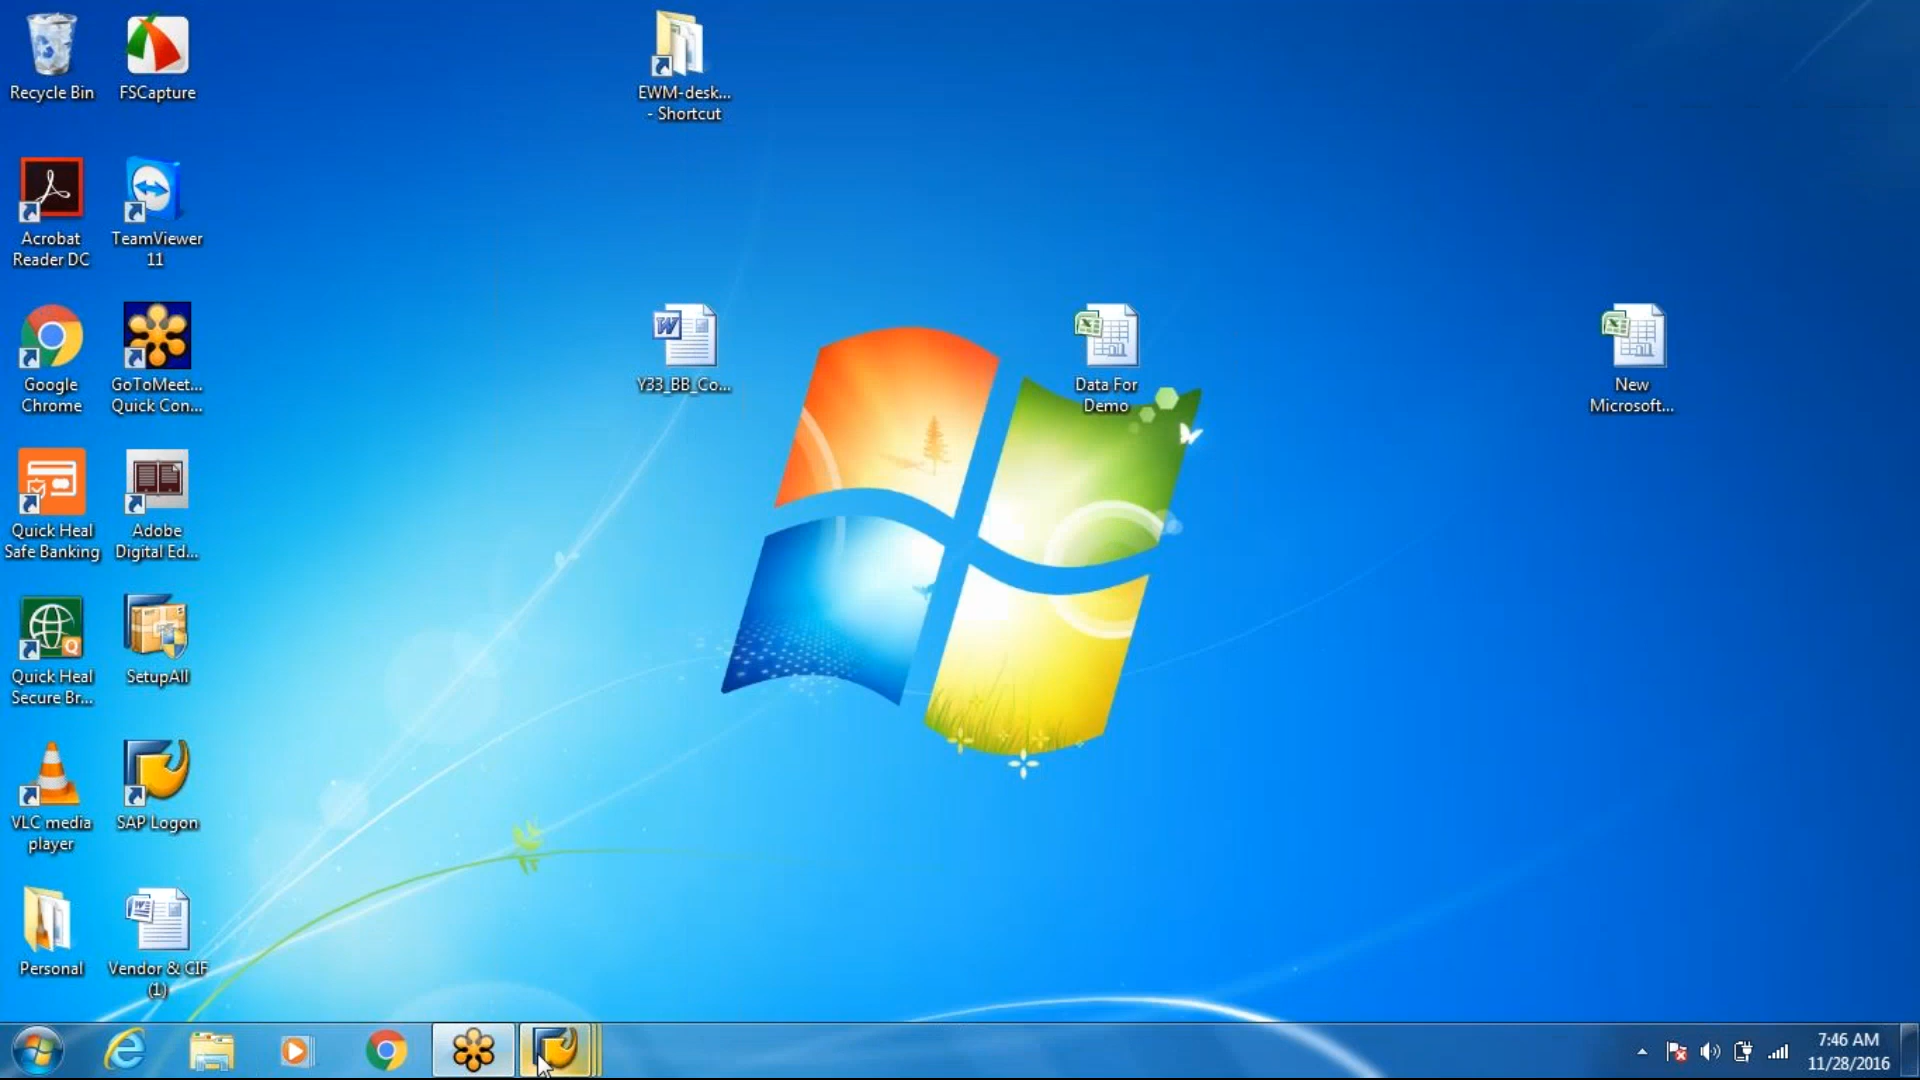 Recycle Bin
FSCapture
EWM-desk...
- Shortcut
Acrobat
Reader DC
TeamViewer
11
Google
Chrome
GoToMeet...
Quick Con...
Y33_BB_Co...
Data For
Demo
New
Microsoft...
Quick Heal
Safe Banking
Adobe
Digital Ed...
Quick Heal
Secure Br...
SetupAll
VLC media
player
SAP Logon
Personal
Vendor & CIF
(1)
7:46 AM
11/28/2016